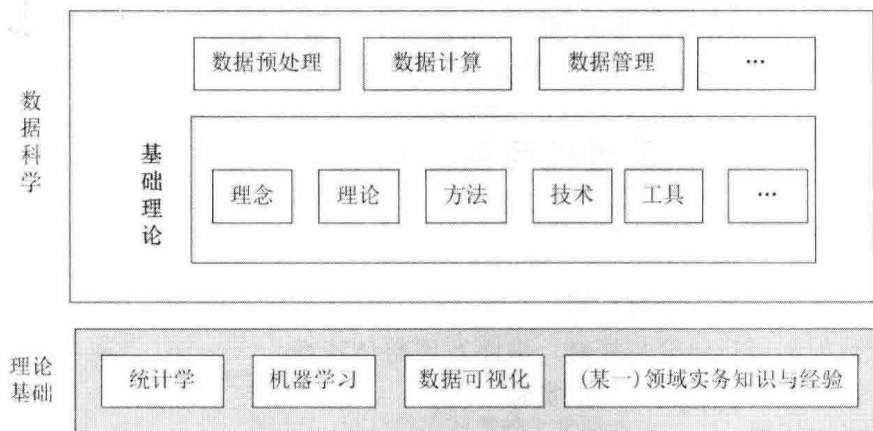 数据科学
数据预处理
数据计算
数据管理
…
基础理论
理念
理论
方法
技术
工具
…
理论
基础
统计学
机器学习
数据可视化
(某一)领域实务知识与经验